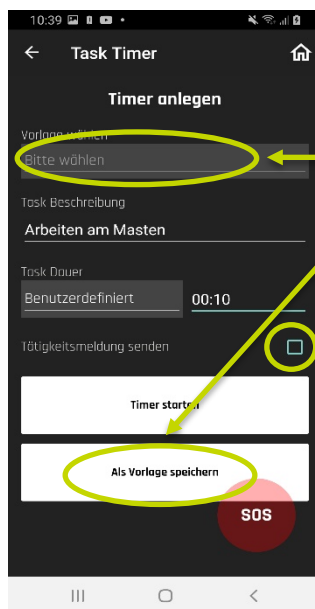 10:39
Task Timer
Timer anlegen
Vorlage wählen
Bitte wählen
Task Beschreibung
Arbeiten am Masten
Task Dauer
Benutzerdefiniert 00:10
Tätigkeitsmeldung senden
Timer starten
Als Vorlage speichern
SOS